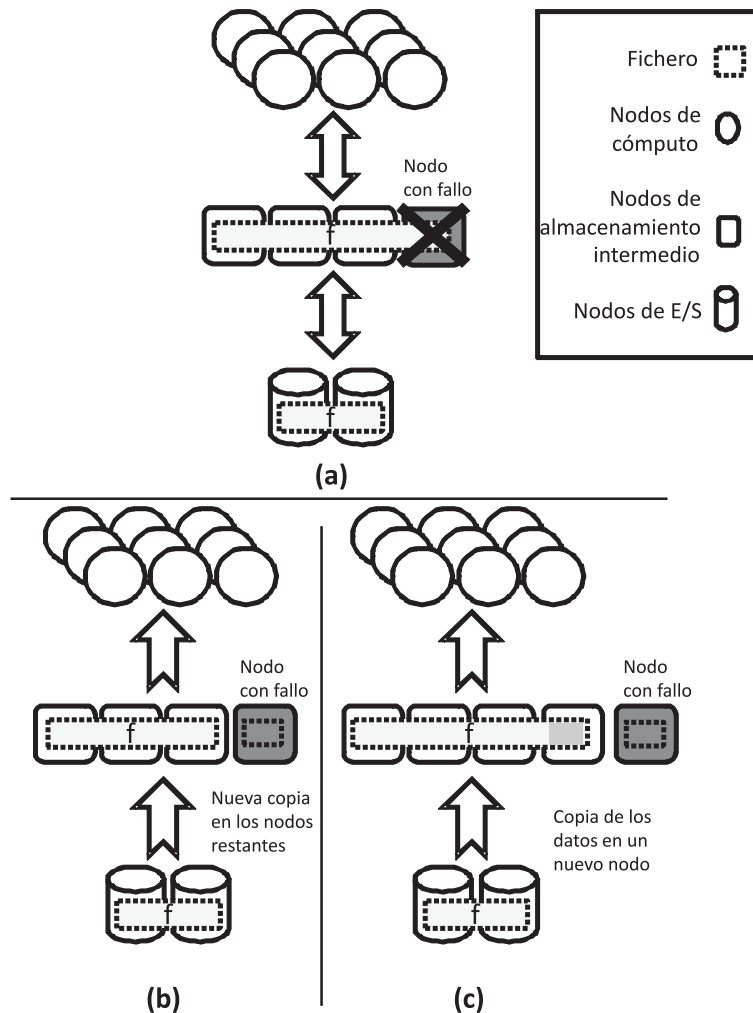 Fichero
Nodos de
cómputo
Nodos de
almacenamiento
intermedio
Nodos de E/S
Nodo
con fallo
f
f
(a)
Nodo
con fallo
f
Nueva copia
en los nodos
restantes
f
(b)
Nodo
con fallo
f
Copia de los
datos en un
nuevo nodo
f
(c)